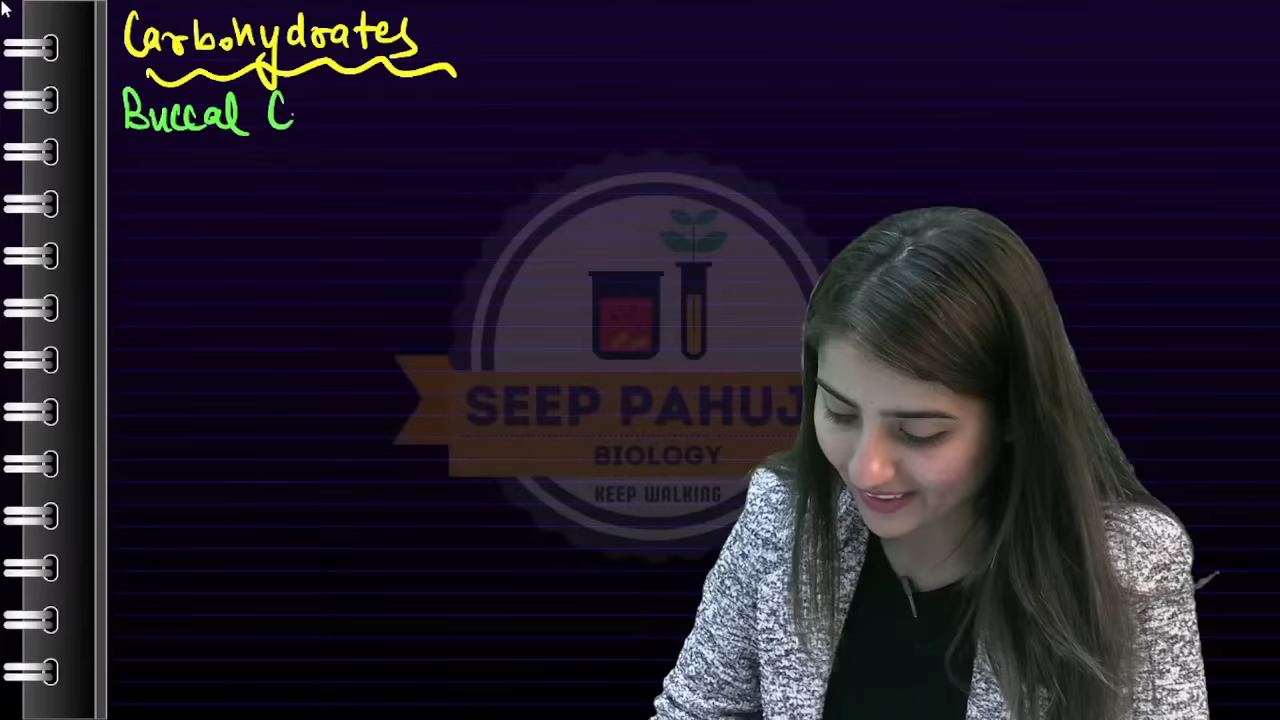 Carbohydrates
Buccal C
SEEP PAHUJ
BIOLOGY
KEEP WALKING